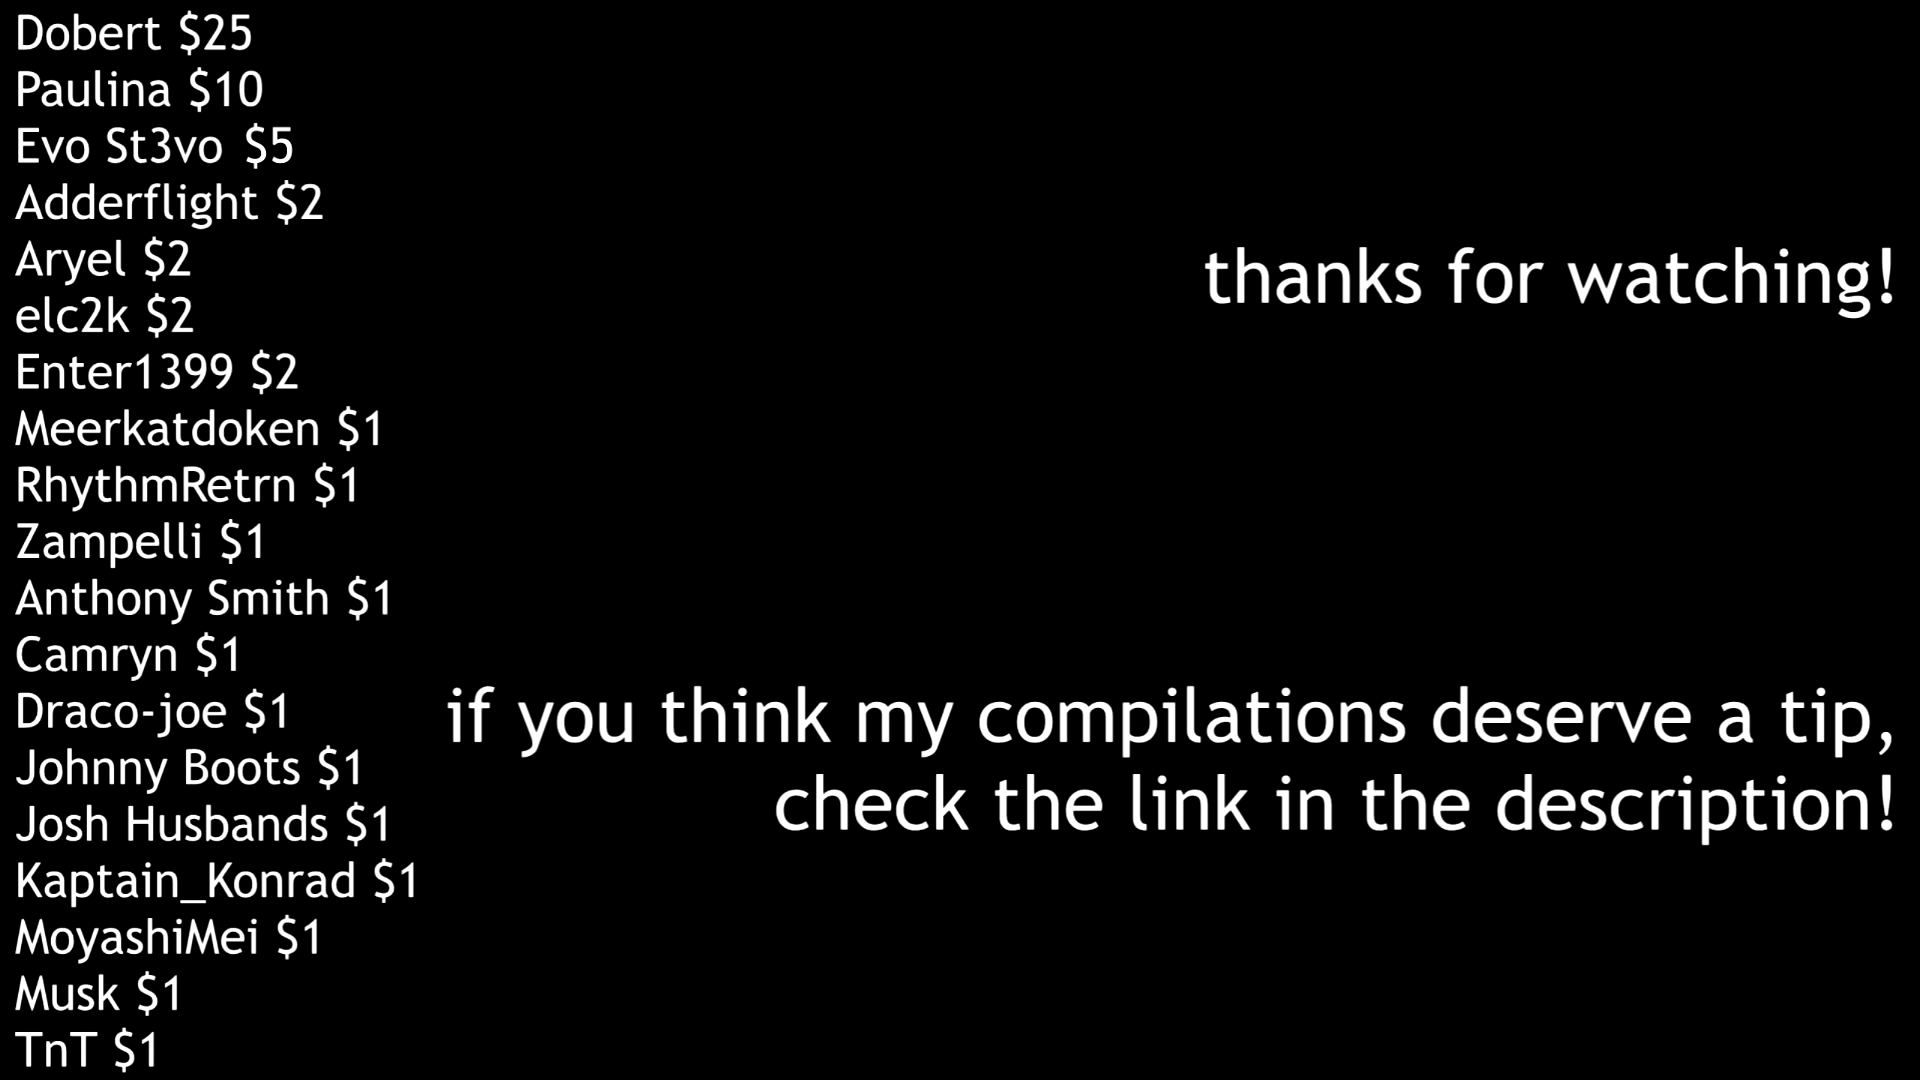 Dobert $25
Paulina $10
Evo St3vo $5
Adderflight $2
Aryel $2
elc2k $2
Enter1399 $2
Meerkatdoken $1
RhythmRetrn $1
Zampelli $1
Anthony Smith $1
Camryn $1
Draco-joe $1
Johnny Boots $1
Josh Husbands $1
Kaptain_Konrad $1
MoyashiMei $1
Musk $1
TnT $1
thanks for watching!
if you think my compilations deserve a tip,
check the link in the description!